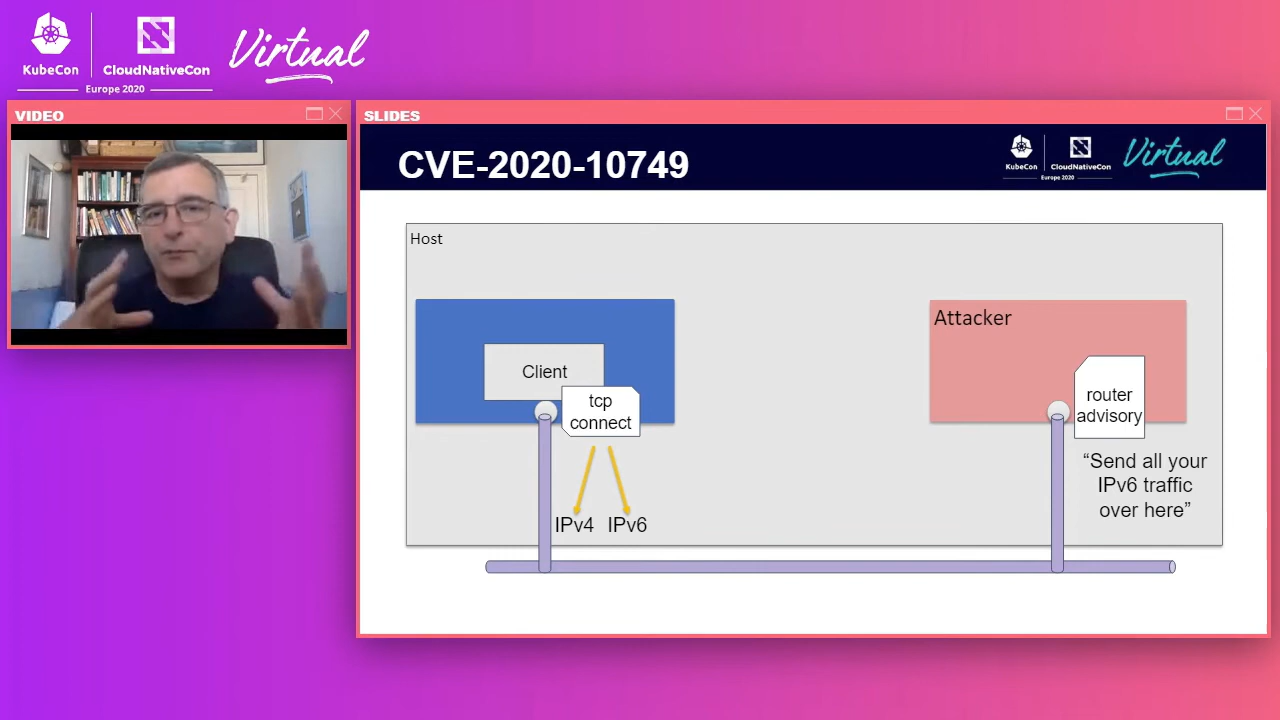 KubeCon
CloudNativeCon
Europe 2020
Virtual
VIDEO
SLIDES
CVE-2020-10749
KubeCon
CloudNativeCon
Europe 2020
Virtual
Host
Client
tcp
connect
IPv4 IPv6
Attacker
router
advisory
“Send all your
IPv6 traffic
over here”